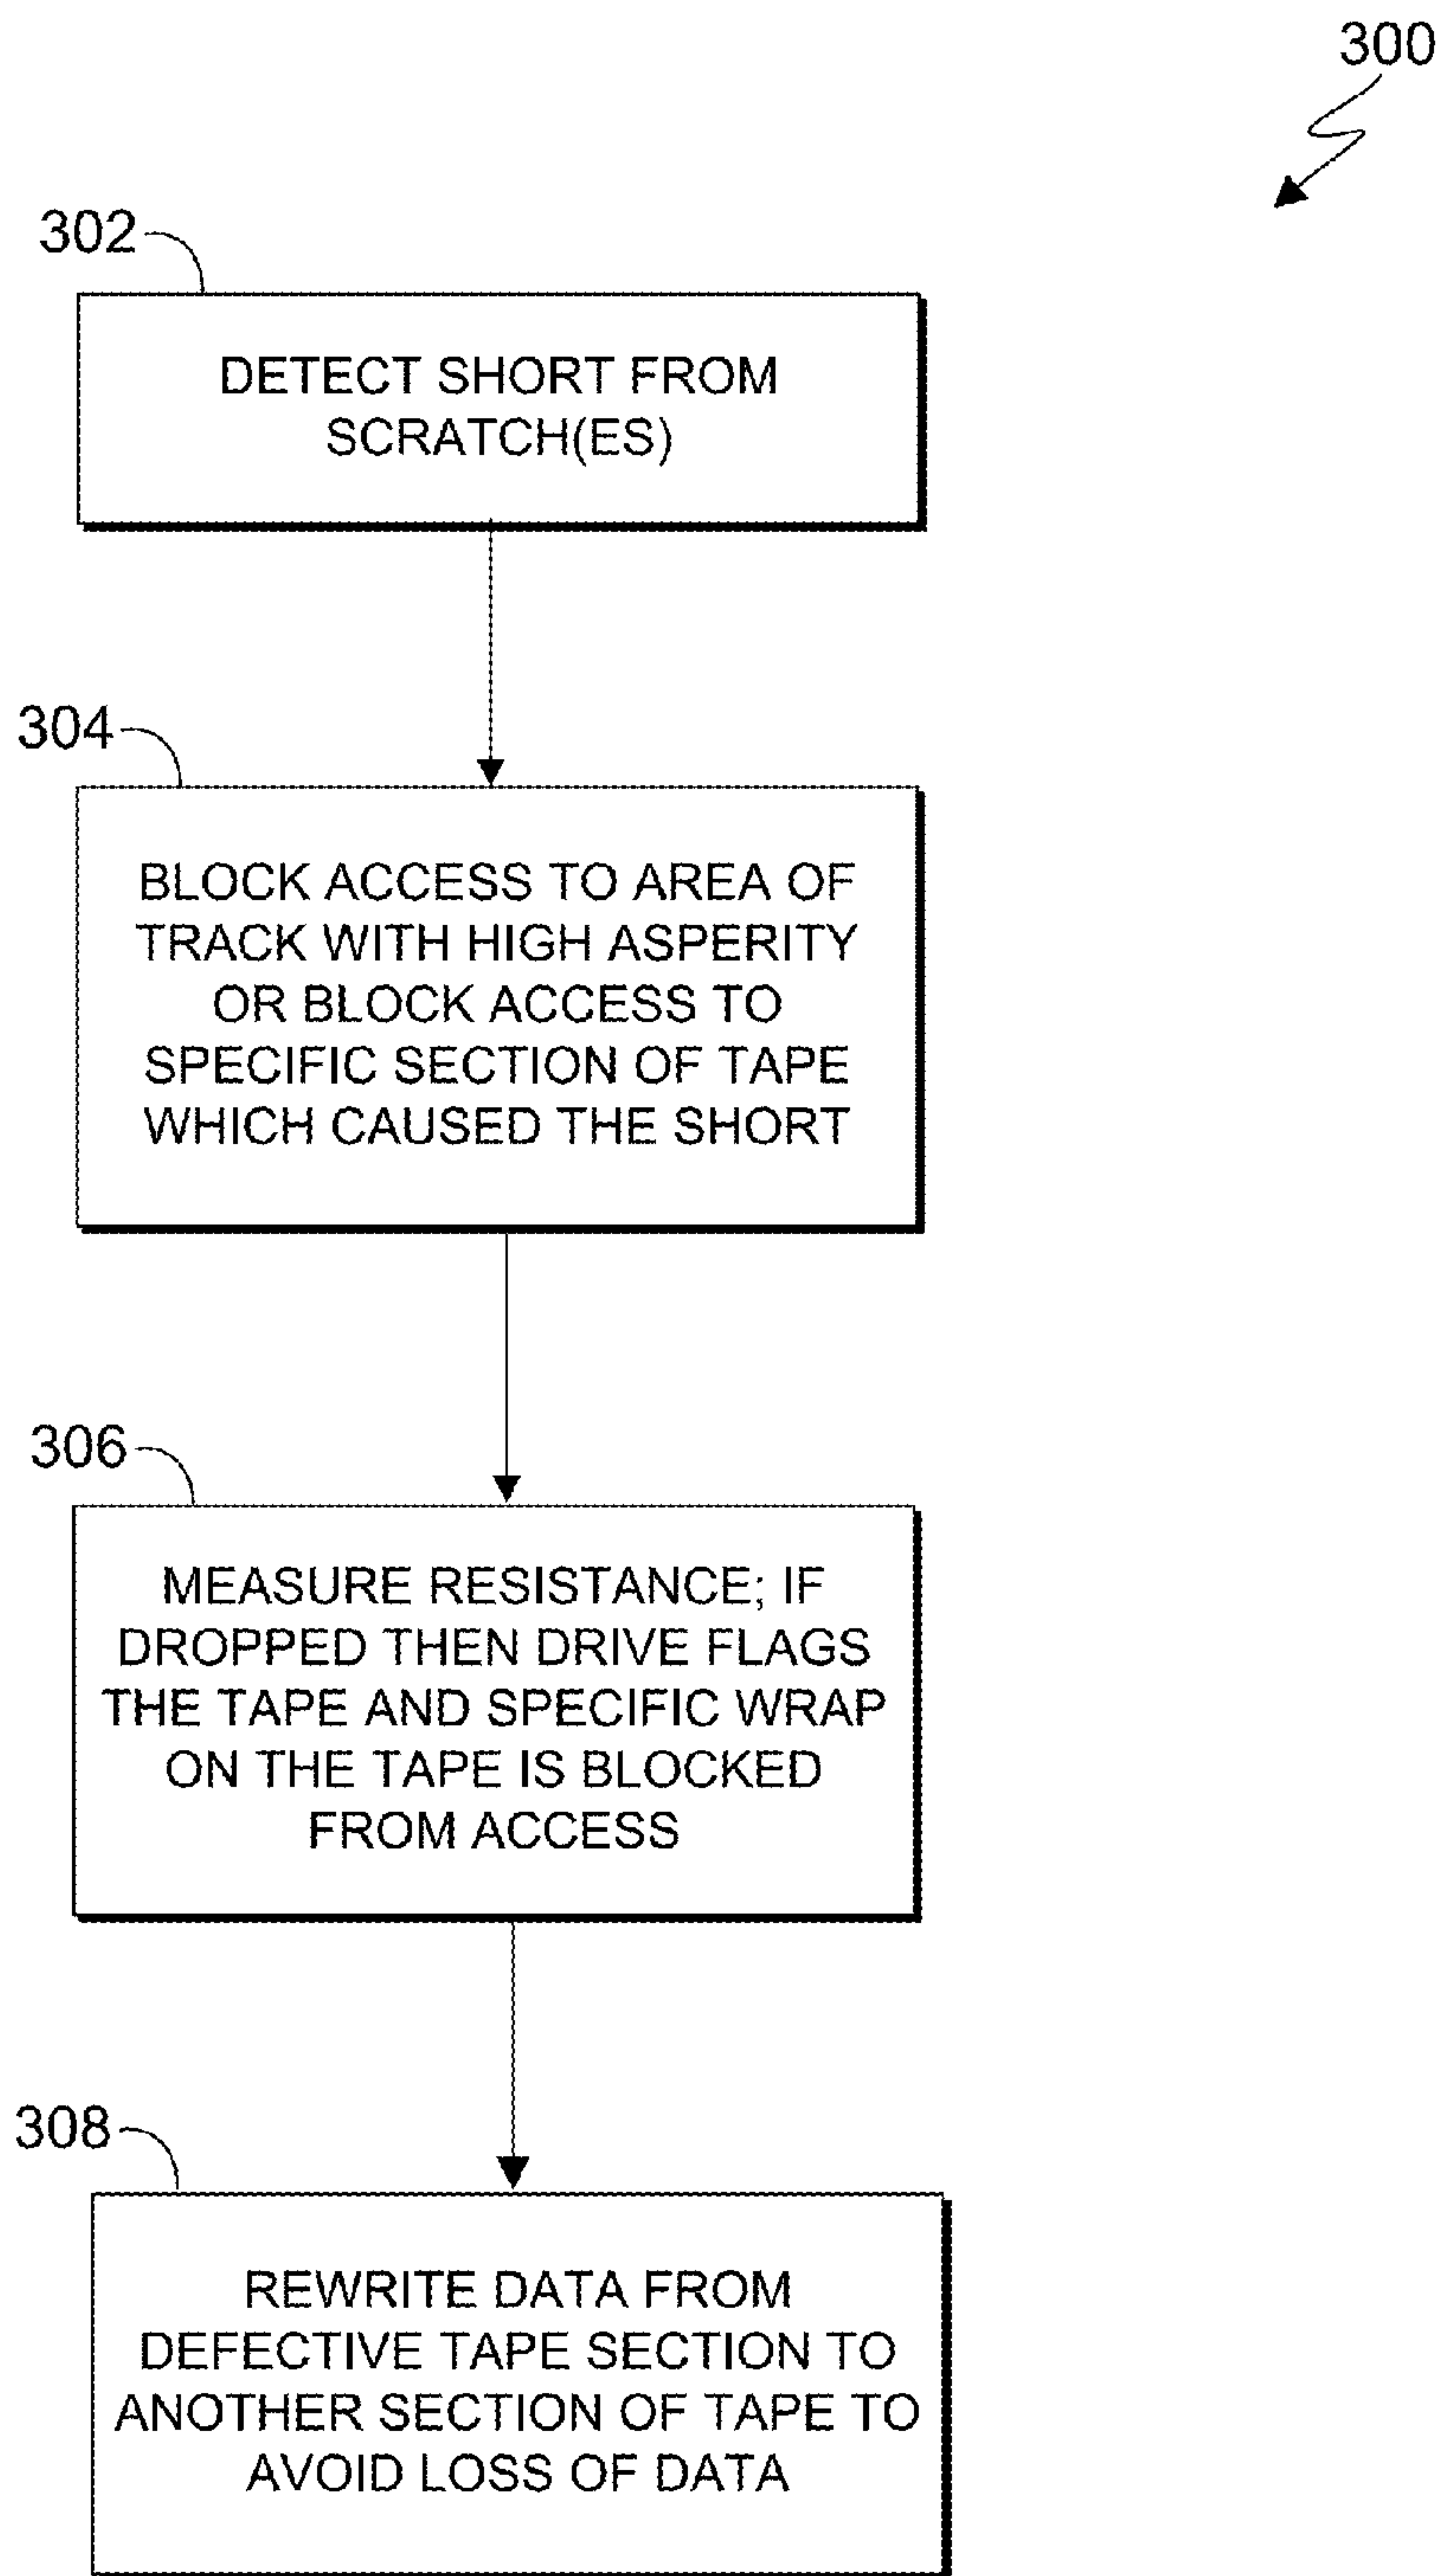 300
302
DETECT SHORT FROM
SCRATCH(ES)
304
BLOCK ACCESS TO AREA OF
TRACK WITH HIGH ASPERITY
OR BLOCK ACCESS TO
SPECIFIC SECTION OF TAPE
WHICH CAUSED THE SHORT
306
MEASURE RESISTANCE; IF
DROPPED THEN DRIVE FLAGS
THE TAPE AND SPECIFIC WRAP
ON THE TAPE IS BLOCKED
FROM ACCESS
308
REWRITE DATA FROM
DEFECTIVE TAPE SECTION TO
ANOTHER SECTION OF TAPE TO
AVOID LOSS OF DATA